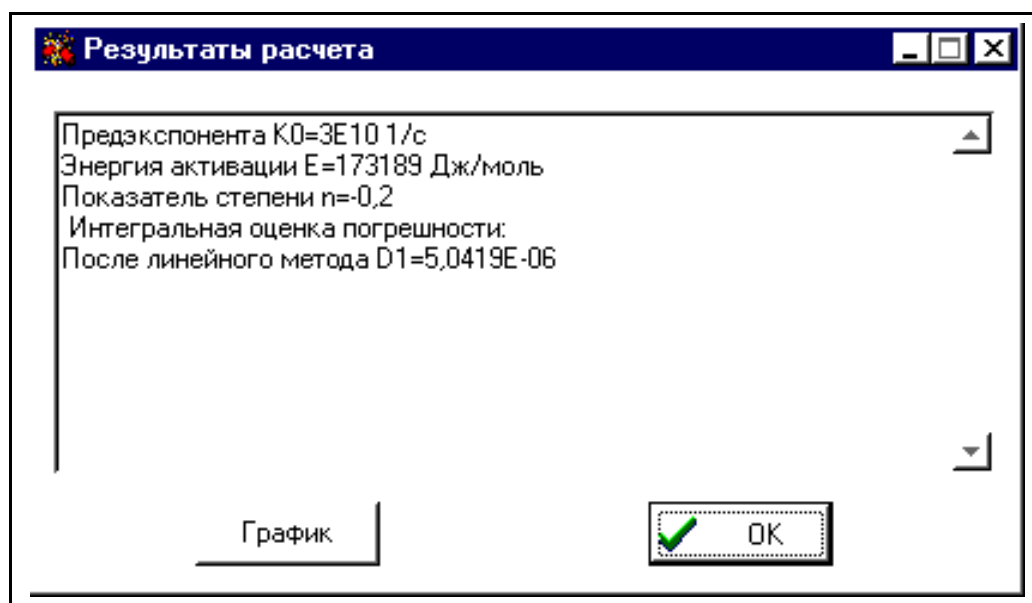 Результаты расчета
Предэкспонента K0=3E10 1/с
Энергия активации E=173189 Дж/моль
Показатель степени n=-0,2
Интегральная оценка погрешности:
После линейного метода D1=5,0419E-06
График
OK